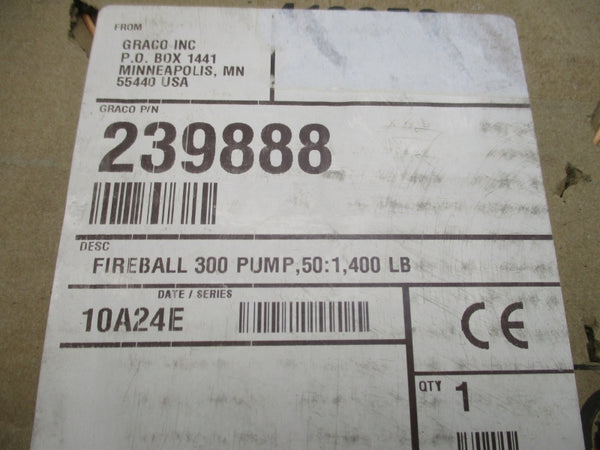 FROM
GRACO INC
P.O. BOX 1441
MINNEAPOLIS, MN
55440 USA
GRACO P/N
239888
DESC
FIREBALL 300 PUMP,50:1,400 LB
DATE / SERIES
10A24E
CE
QTY 1